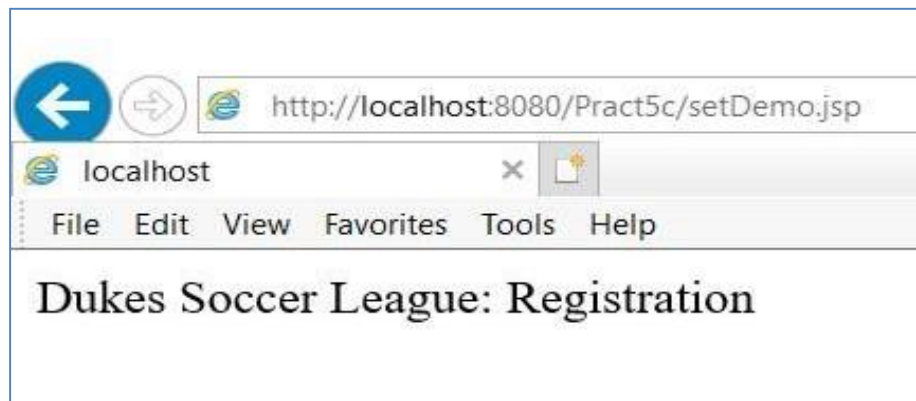 http://localhost:8080/Pract5c/setDemo.jsp
localhost
File Edit View Favorites Tools Help
Dukes Soccer League: Registration